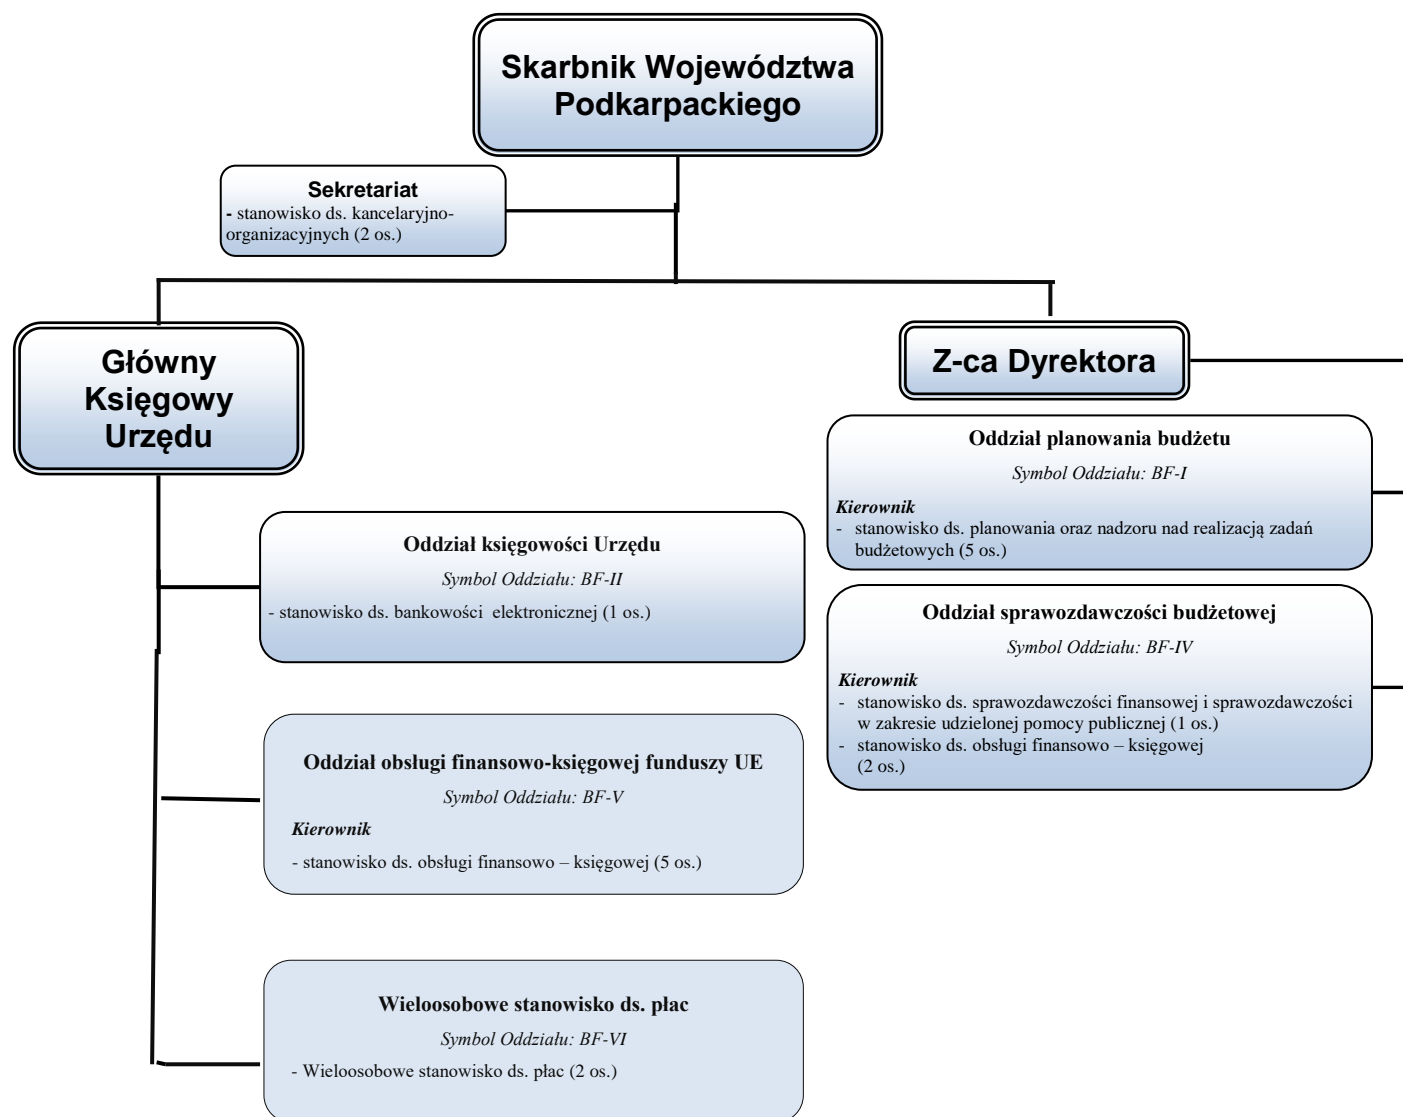 Skarbnik Województwa
Podkarpackiego
Sekretariat
- stanowisko ds. kancelaryjno-
organizacyjnych (2 os.)
Główny
Księgowy
Urzędu
Z-ca Dyrektora
Oddział planowania budżetu
Symbol Oddziału: BF-I
Kierownik
- stanowisko ds. planowania oraz nadzoru nad realizacją zadań
budżetowych (5 os.)
Oddział księgowości Urzędu
Symbol Oddziału: BF-II
- stanowisko ds. bankowości elektronicznej (1 os.)
Oddział sprawozdawczości budżetowej
Symbol Oddziału: BF-IV
Kierownik
- stanowisko ds. sprawozdawczości finansowej i sprawozdawczości
w zakresie udzielonej pomocy publicznej (1 os.)
- stanowisko ds. obsługi finansowo – księgowej
(2 os.)
Oddział obsługi finansowo-księgowej funduszy UE
Symbol Oddziału: BF-V
Kierownik
- stanowisko ds. obsługi finansowo – księgowej (5 os.)
Wieloosobowe stanowisko ds. płac
Symbol Oddziału: BF-VI
- Wieloosobowe stanowisko ds. płac (2 os.)